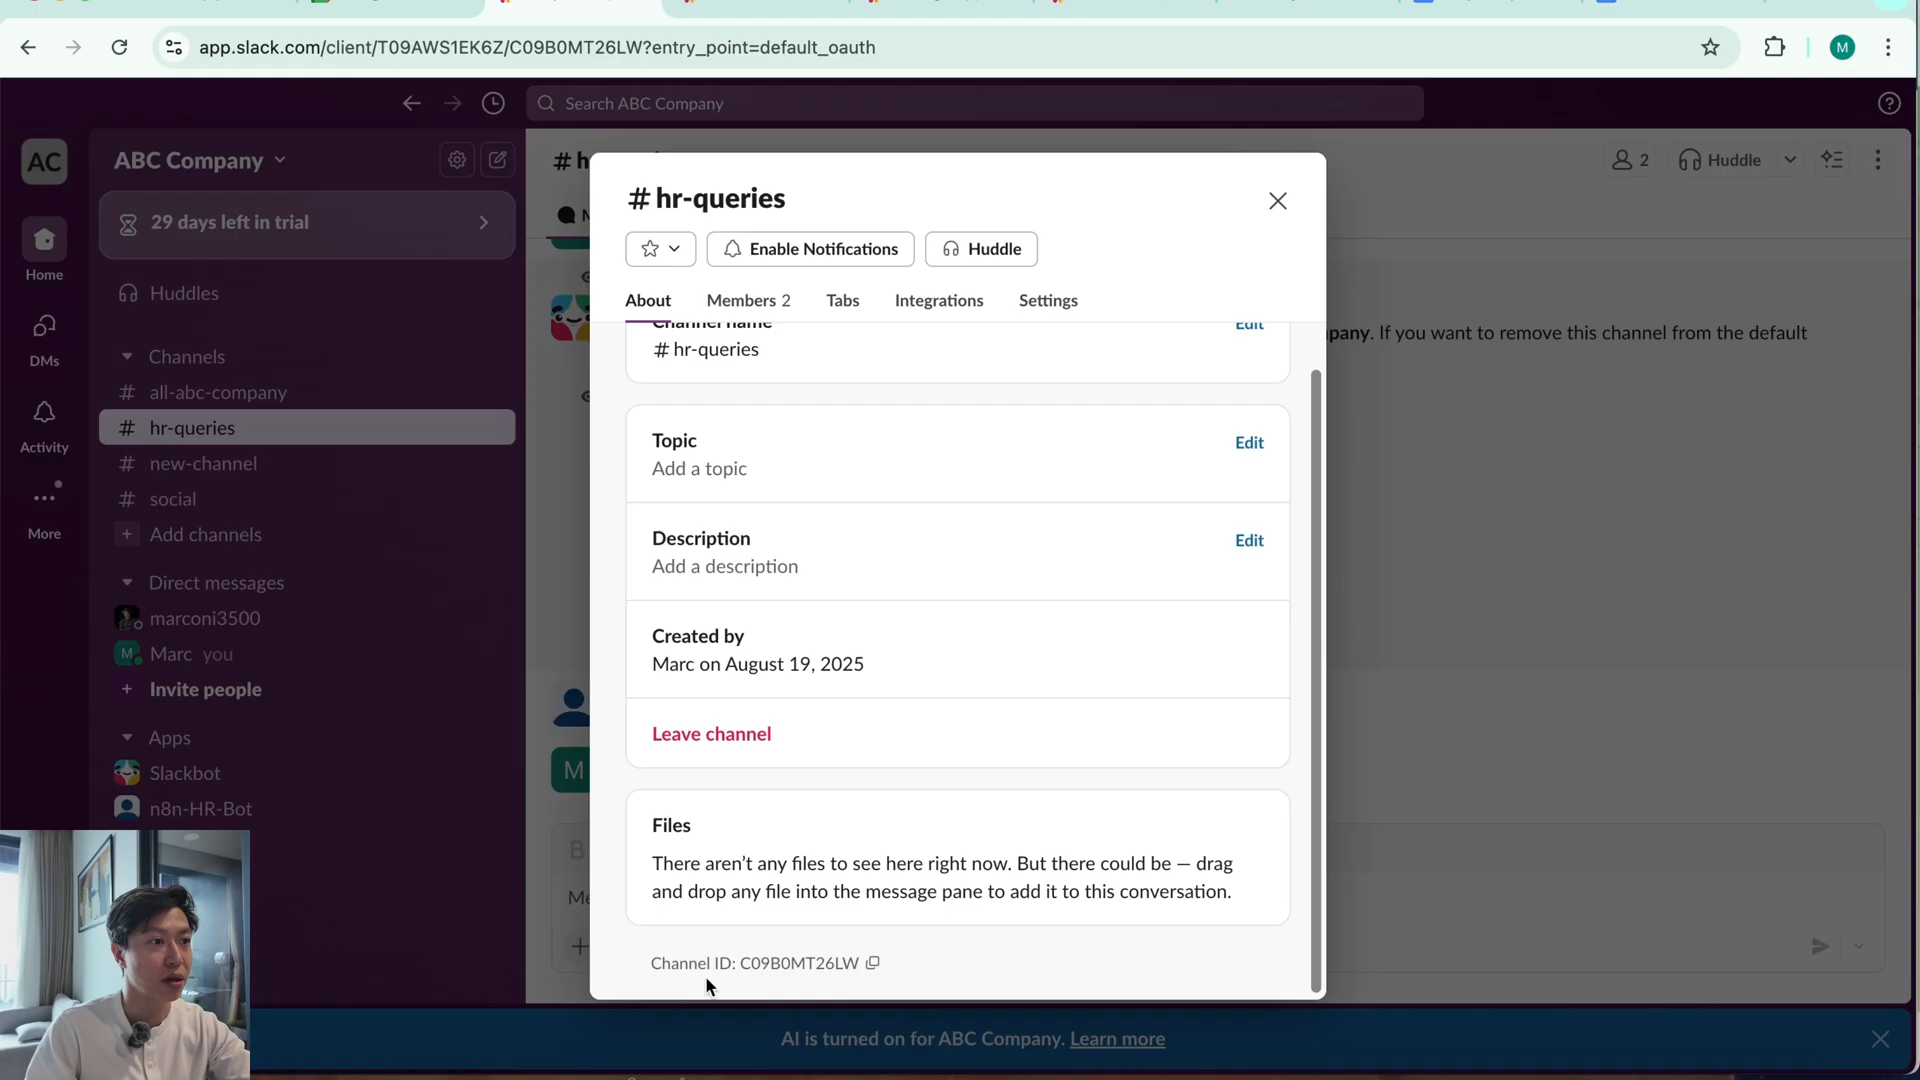 app.slack.com/client/T09AWS1EK6Z/C09B0MT26LW?entry_point=default_oauth
M
Search ABC Company
AC
ABC Company
29 days left in trial
Home
DMs
Activity
More
Huddles
Channels
# all-abc-company
# hr-queries
# new-channel
# social
+ Add channels
Direct messages
marconi3500
M Marc you
+ Invite people
Apps
Slackbot
n8n-HR-Bot
# h
2
Huddle
M
pany. If you want to remove this channel from the default
M
B
Me
# hr-queries
Enable Notifications
Huddle
About
Members 2
Tabs
Integrations
Settings
Channel name
Edit
# hr-queries
Topic
Edit
Add a topic
Description
Edit
Add a description
Created by
Marc on August 19, 2025
Leave channel
Files
There aren’t any files to see here right now. But there could be — drag
and drop any file into the message pane to add it to this conversation.
Channel ID: C09B0MT26LW
AI is turned on for ABC Company. Learn more